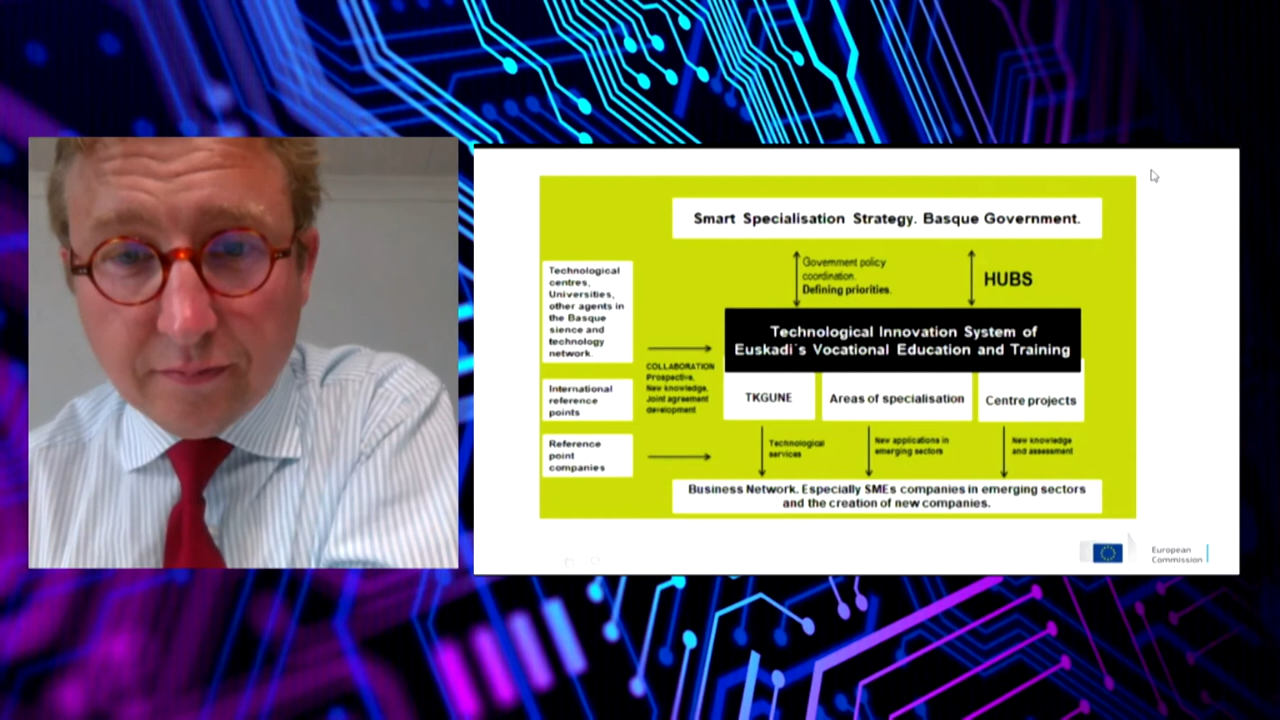 Smart Specialisation Strategy. Basque Government.
Government policy
coordination.
Defining priorities.
HUBS
Technological
centres,
Universities,
other agents in
the Basque
sience and
technology
network.
Technological Innovation System of
Euskadi´s Vocational Education and Training
COLLABORATION
Prospective,
New knowledge,
Joint agreement
development
International
reference
points
TKGUNE
Areas of specialisation
Centre projects
Reference
point
companies
Technological
services
New applications in
emerging sectors
New knowledge
and assessment
Business Network. Especially SMEs companies in emerging sectors
and the creation of new companies.
European
Commission